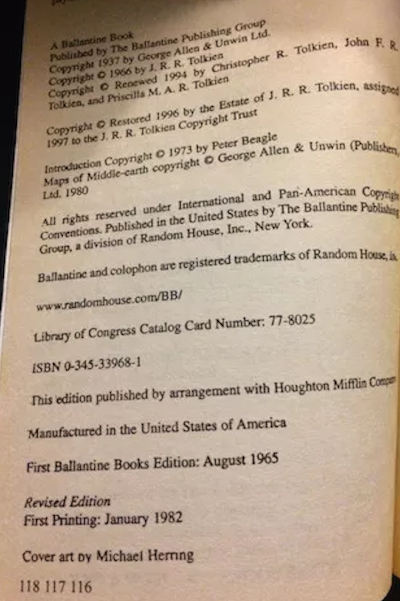 A Ballantine Book
Published by The Ballantine Publishing Group
Copyright 1937 by George Allen & Unwin Ltd.
Copyright © 1966 by J. R. R. Tolkien
Copyright © Renewed 1994 by Christopher R. Tolkien, John F. R.
Tolkien, and Priscilla M. A. R. Tolkien
Copyright © Restored 1996 by the Estate of J. R. R. Tolkien, assigned
1997 to the J. R. R. Tolkien Copyright Trust
Introduction Copyright © 1973 by Peter Beagle
Maps of Middle-earth copyright © George Allen & Unwin (Publishers,
Ltd. 1980
All rights reserved under International and Pan-American Copyright
Conventions. Published in the United States by The Ballantine Publishing
Group, a division of Random House, Inc., New York.
Ballantine and colophon are registered trademarks of Random House,
www.randomhouse.com/BB/
Library of Congress Catalog Card Number: 77-8025
ISBN 0-345-33968-1
This edition published by arrangement with Houghton Mifflin Company
Manufactured in the United States of America
First Ballantine Books Edition: August 1965
Revised Edition
First Printing: January 1982
Cover art by Michael Herring
118 117 116